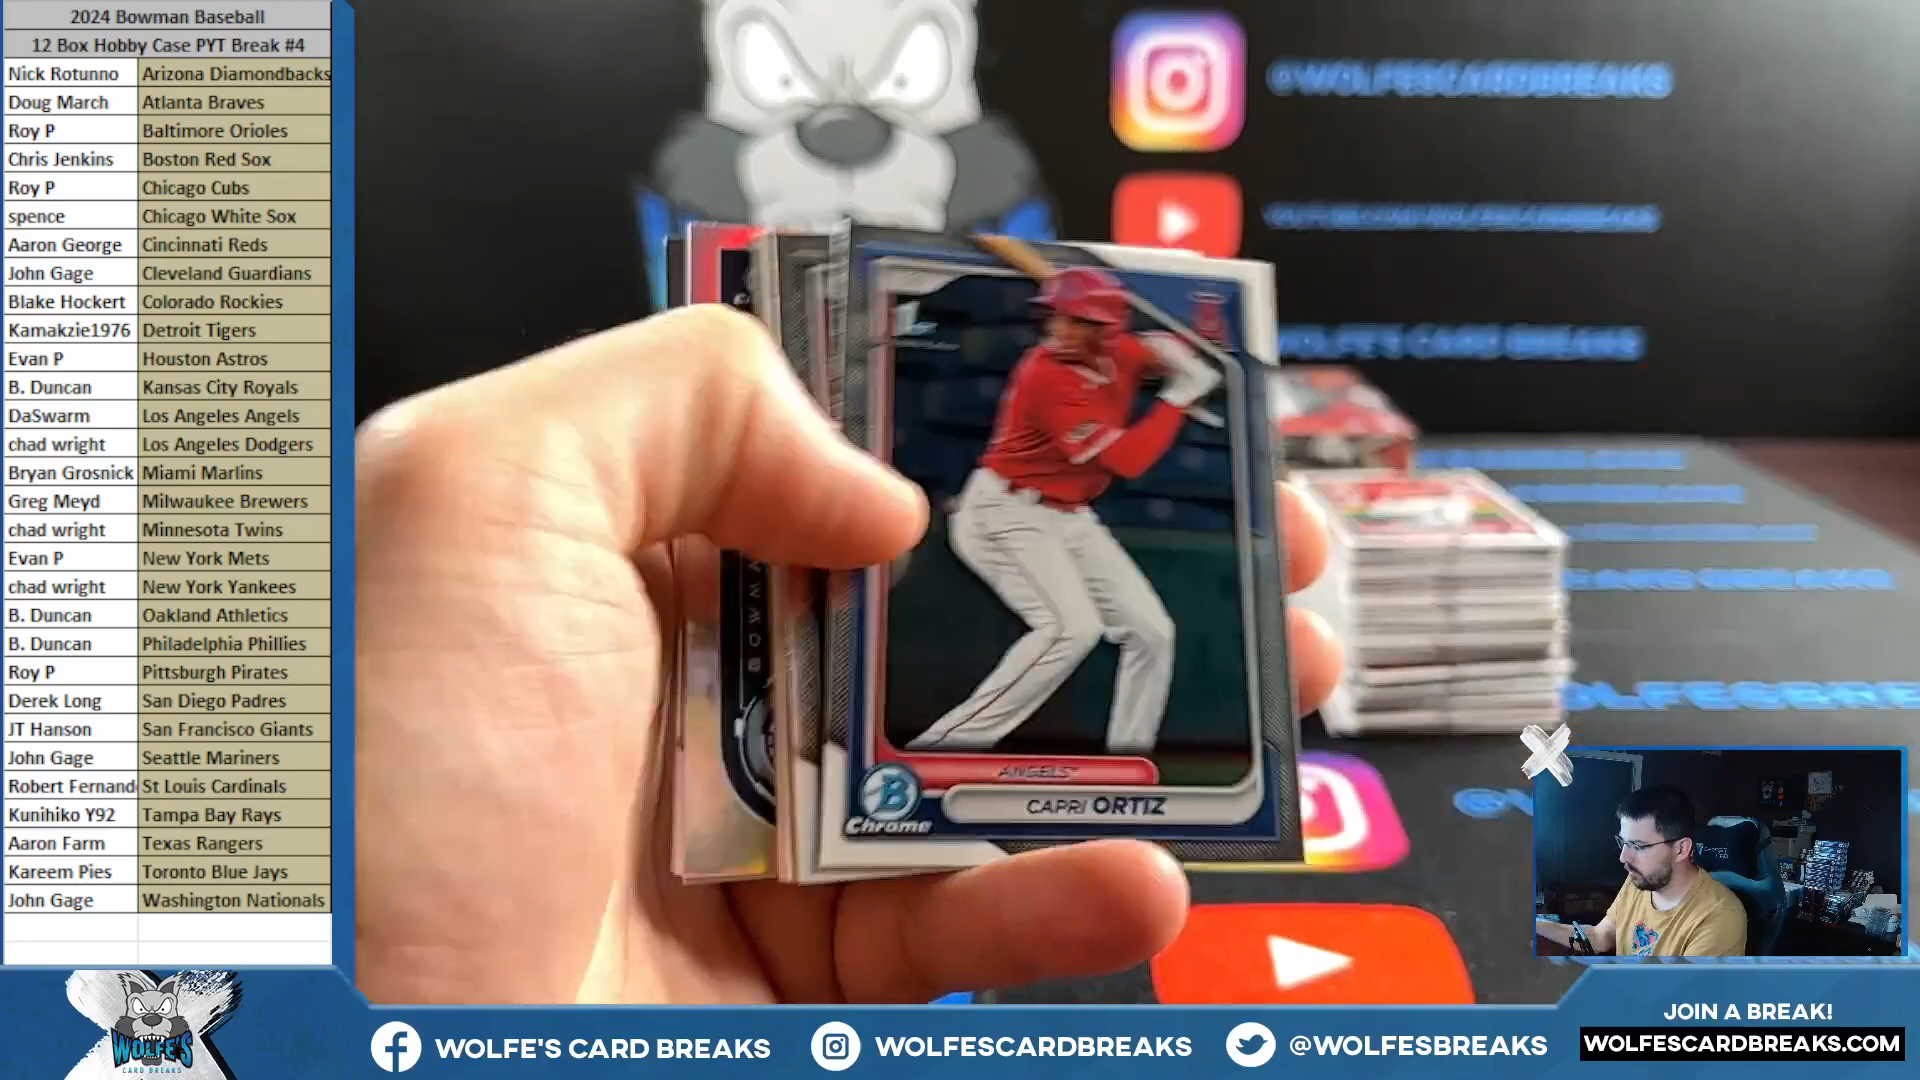 2024 Bowman Baseball
12 Box Hobby Case PYT Break #4
Nick Rotunno Arizona Diamondbacks
Doug March Atlanta Braves
Roy P Baltimore Orioles
Chris Jenkins Boston Red Sox
Roy P Chicago Cubs
spence Chicago White Sox
Aaron George Cincinnati Reds
John Gage Cleveland Guardians
Blake Hockert Colorado Rockies
Kamakzie1976 Detroit Tigers
Evan P Houston Astros
B. Duncan Kansas City Royals
DaSwarm Los Angeles Angels
chad wright Los Angeles Dodgers
Bryan Grosnick Miami Marlins
Greg Meyd Milwaukee Brewers
chad wright Minnesota Twins
Evan P New York Mets
chad wright New York Yankees
B. Duncan Oakland Athletics
B. Duncan Philadelphia Phillies
Roy P Pittsburgh Pirates
Derek Long San Diego Padres
JT Hanson San Francisco Giants
John Gage Seattle Mariners
Robert Fernand St Louis Cardinals
Kunihiko Y92 Tampa Bay Rays
Aaron Farm Texas Rangers
Kareem Pies Toronto Blue Jays
John Gage Washington Nationals
@WOLFESCARDBREAKS
WOLFE'S CARD BREAKS
1ST
ANGELS
CAPRI ORTIZ
B
Chrome
WOLFE'S
CARD BREAKS
WOLFE'S CARD BREAKS
WOLFESCARDBREAKS
@WOLFESBREAKS
JOIN A BREAK!
WOLFESCARDBREAKS.COM